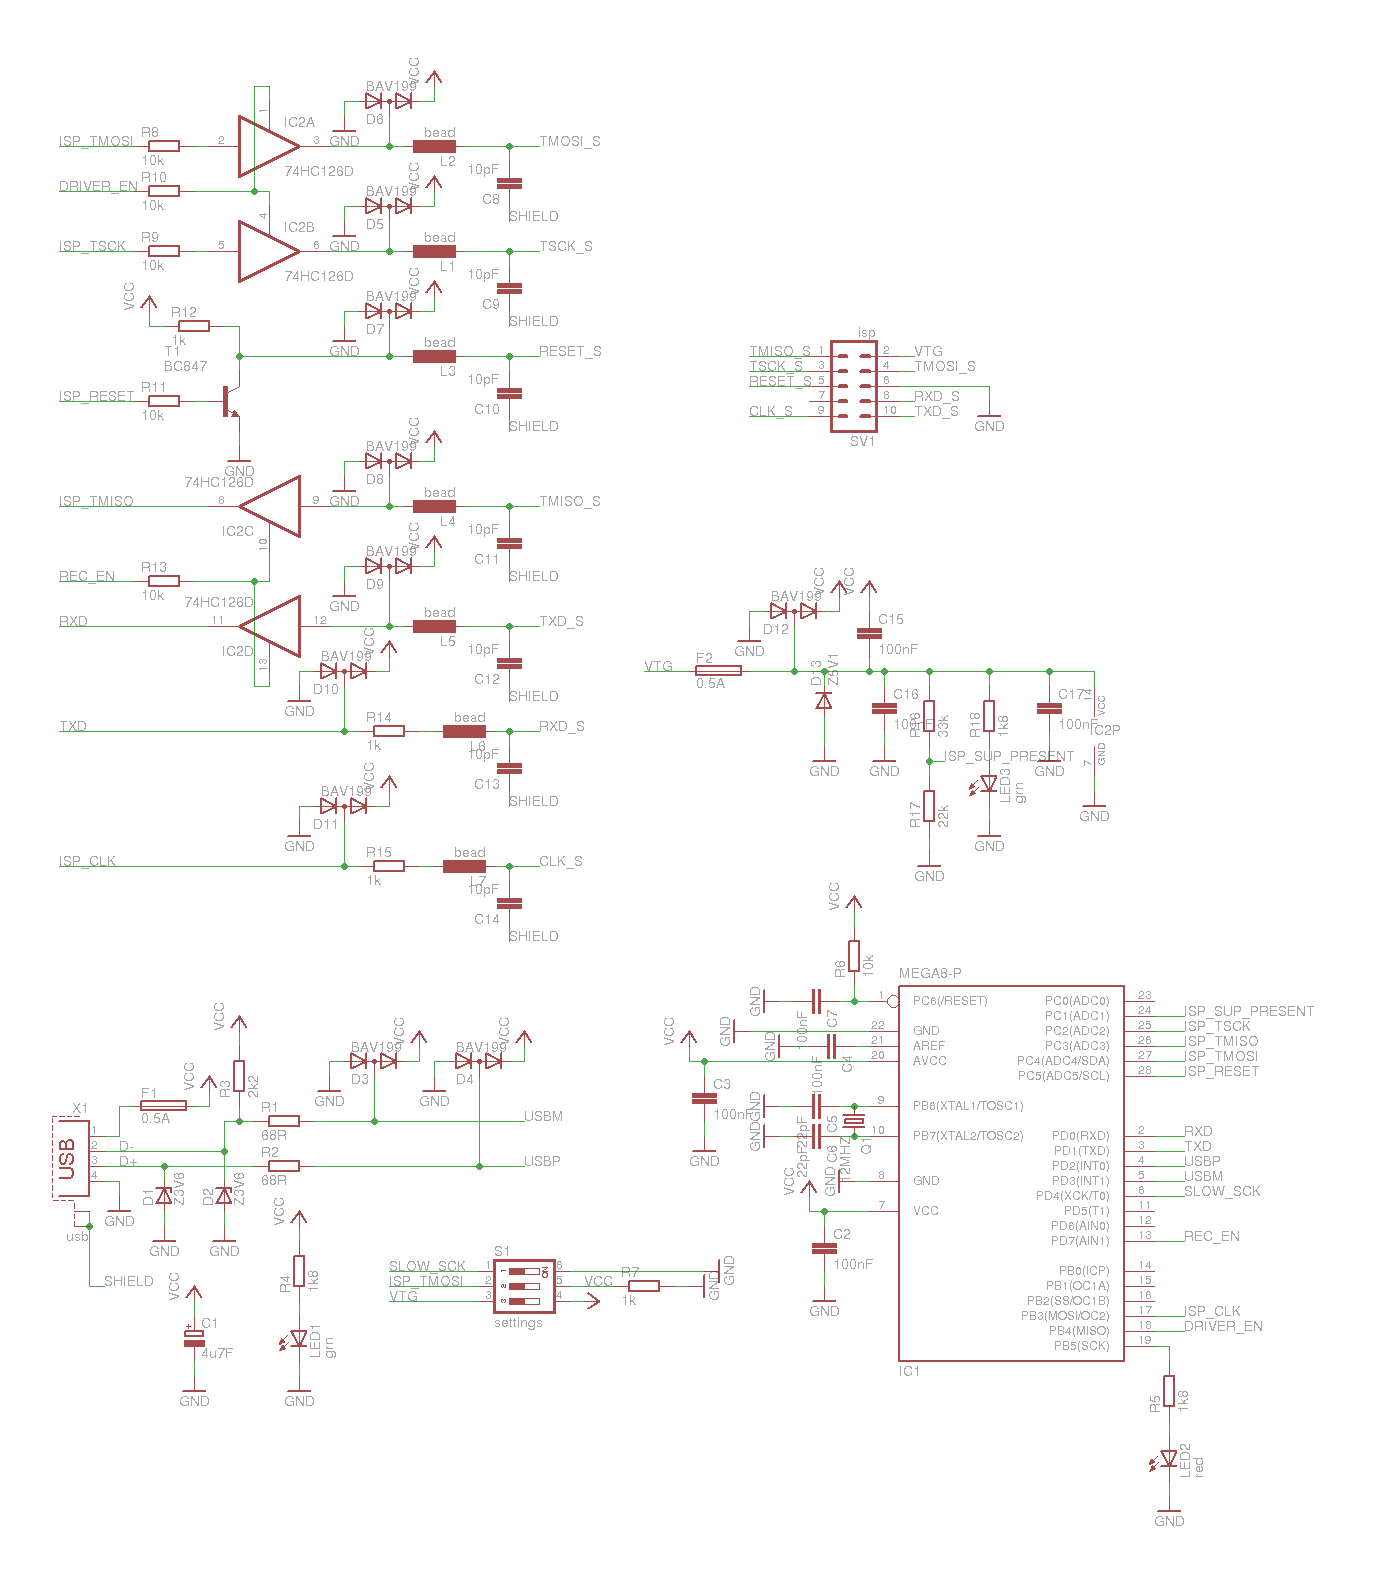 VCC
BAV199
D6
GND
1
IC2A
ISP_TMOSI
R8
10k
2
3
74HC126D
bead
L2
TMOSI_S
10pF
C8
SHIELD
DRIVER_EN
R10
10k
VCC
BAV199
D5
GND
4
IC2B
ISP_TSCK
R9
10k
5
6
74HC126D
bead
L1
TSCK_S
10pF
C9
SHIELD
VCC
R12
1k
VCC
BAV199
D7
GND
T1
BC847
bead
L3
RESET_S
10pF
C10
SHIELD
ISP_RESET
R11
10k
GND
isp
TMISO_S 1 2 VTG
TSCK_S 3 4 TMOSI_S
RESET_S 5 6
7 8 RXD_S
CLK_S 9 10 TXD_S
SV1
GND
VCC
BAV199
D8
GND
74HC126D
ISP_TMISO
8
9
IC2C
10
bead
L4
TMISO_S
10pF
C11
SHIELD
REC_EN
R13
10k
VCC
BAV199
D9
GND
74HC126D
RXD
11
12
IC2D
13
bead
L5
TXD_S
10pF
C12
SHIELD
VCC
BAV199
D10
GND
TXD
R14
1k
bead
L6
RXD_S
10pF
C13
SHIELD
VCC
BAV199
D11
GND
ISP_CLK
R15
1k
bead
L7
CLK_S
10pF
C14
SHIELD
VCC
BAV199
D12
GND
VCC
C15
100nF
VTG
F2
0.5A
D13
Z5V1
GND
C16
100nF
GND
R16
33k
ISP_SUP_PRESENT
R17
22k
GND
R18
1k8
LED3
grn
GND
C17
100nF
GND
14
VCC
IC2P
7
GND
GND
VCC
R6
10k
MEGA8-P
GND
C7
100nF
1 PC6(/RESET)
GND
22 GND
GND
C4
100nF
21 AREF
VCC
20 AVCC
C3
100nF
GND
GND
C5
22pF
9 PB6(XTAL1/TOSC1)
GND
C6
22pF
12MHZ
Q1
10 PB7(XTAL2/TOSC2)
GND
8 GND
VCC
7 VCC
C2
100nF
GND
PC0(ADC0) 23
PC1(ADC1) 24 ISP_SUP_PRESENT
PC2(ADC2) 25 ISP_TSCK
PC3(ADC3) 26 ISP_TMISO
PC4(ADC4/SDA) 27 ISP_TMOSI
PC5(ADC5/SCL) 28 ISP_RESET
PD0(RXD) 2 RXD
PD1(TXD) 3 TXD
PD2(INT0) 4 USBP
PD3(INT1) 5 USBM
PD4(XCK/T0) 6 SLOW_SCK
PD5(T1) 11
PD6(AIN0) 12
PD7(AIN1) 13 REC_EN
PB0(ICP) 14
PB1(OC1A) 15
PB2(SS/OC1B) 16
PB3(MOSI/OC2) 17 ISP_CLK
PB4(MISO) 18 DRIVER_EN
PB5(SCK) 19
IC1
R5
1k8
LED2
red
GND
X1
USB
usb
1
2
3
4
D-
D+
GND
SHIELD
F1
0.5A
VCC
VCC
R3
2k2
R1
68R
R2
68R
D1
Z3V6
GND
D2
Z3V6
GND
VCC
BAV199
D3
GND
VCC
BAV199
D4
GND
USBM
USBP
VCC
C1
4u7F
GND
VCC
R4
1k8
LED1
grn
GND
S1
SLOW_SCK 1 1 ON 6
ISP_TMOSI 2 2 5
VTG 3 3 4
settings
VCC
R7
1k
GND
GND